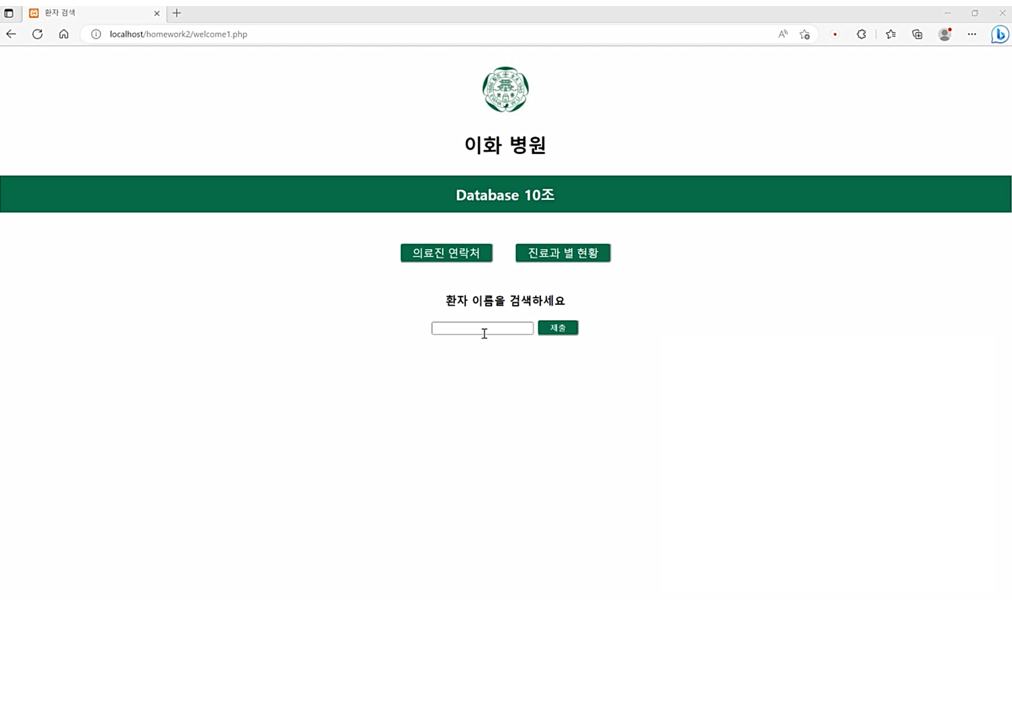 환자 검색
localhost/homework2/welcome1.php
이화 병원
Database 10조
의료진 연락처
진료과 별 현황
환자 이름을 검색하세요
제출